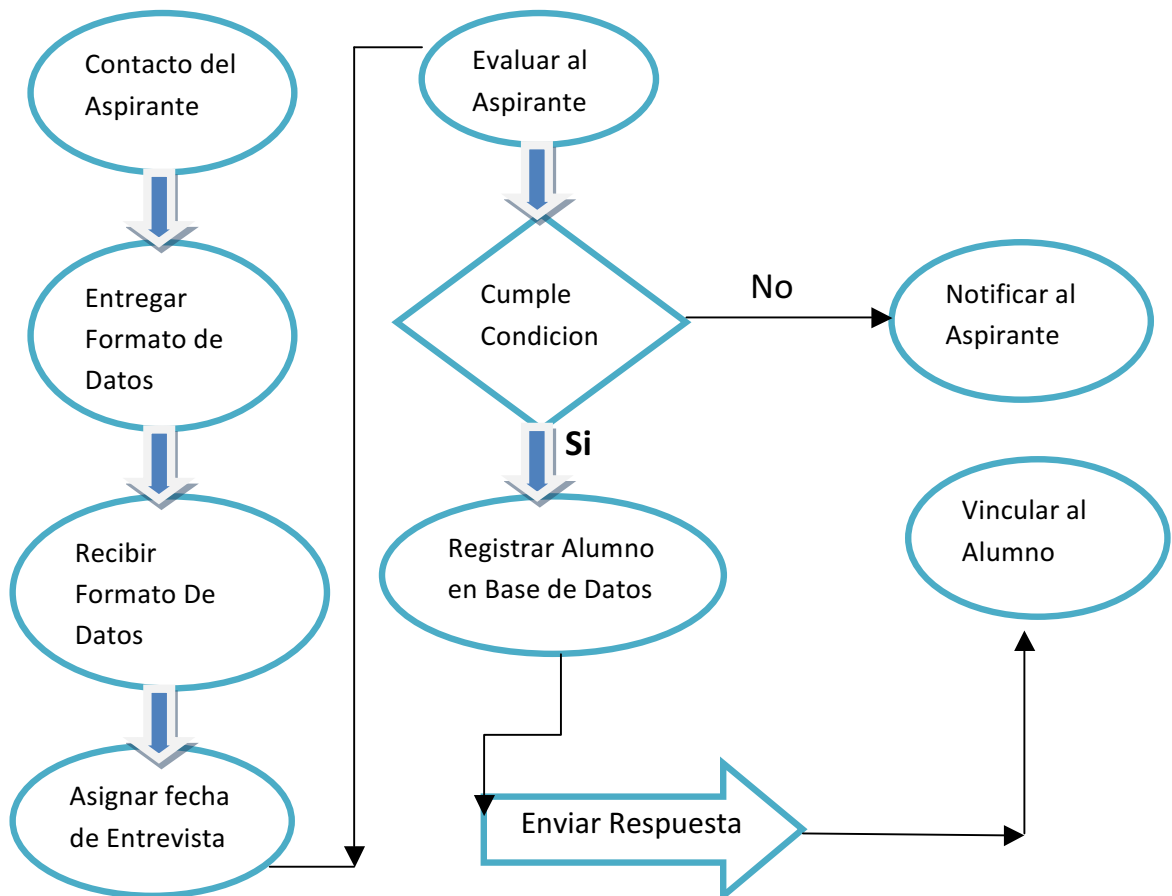 Contacto del
Aspirante
Entregar
Formato de
Datos
Recibir
Formato De
Datos
Asignar fecha
de Entrevista
Evaluar al
Aspirante
Cumple
Condicion
No
Notificar al
Aspirante
Si
Registrar Alumno
en Base de Datos
Enviar Respuesta
Vincular al
Alumno